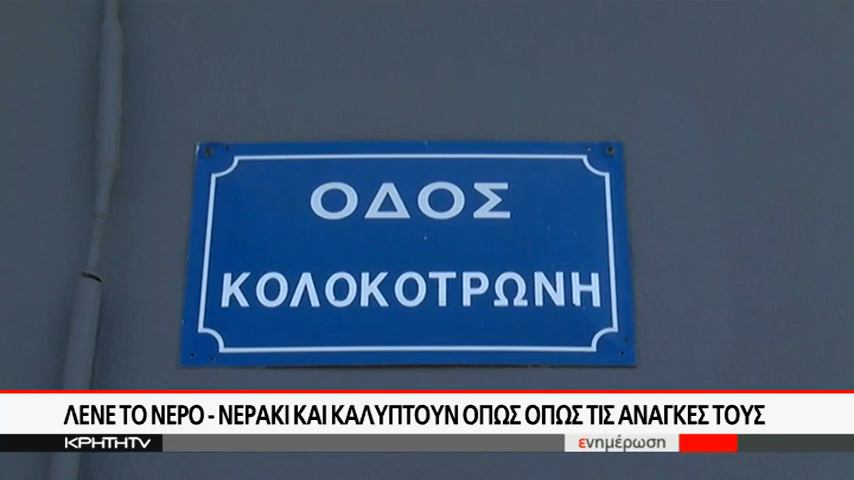 ΟΔΟΣ
ΚΟΛΟΚΟΤΡΩΝΗ
ΛΕΝΕ ΤΟ ΝΕΡΟ - ΝΕΡΑΚΙ ΚΑΙ ΚΑΛΥΠΤΟΥΝ ΟΠΩΣ ΟΠΩΣ ΤΙΣ ΑΝΑΓΚΕΣ ΤΟΥΣ
ΚΡΗΤΗTV ενημέρωση